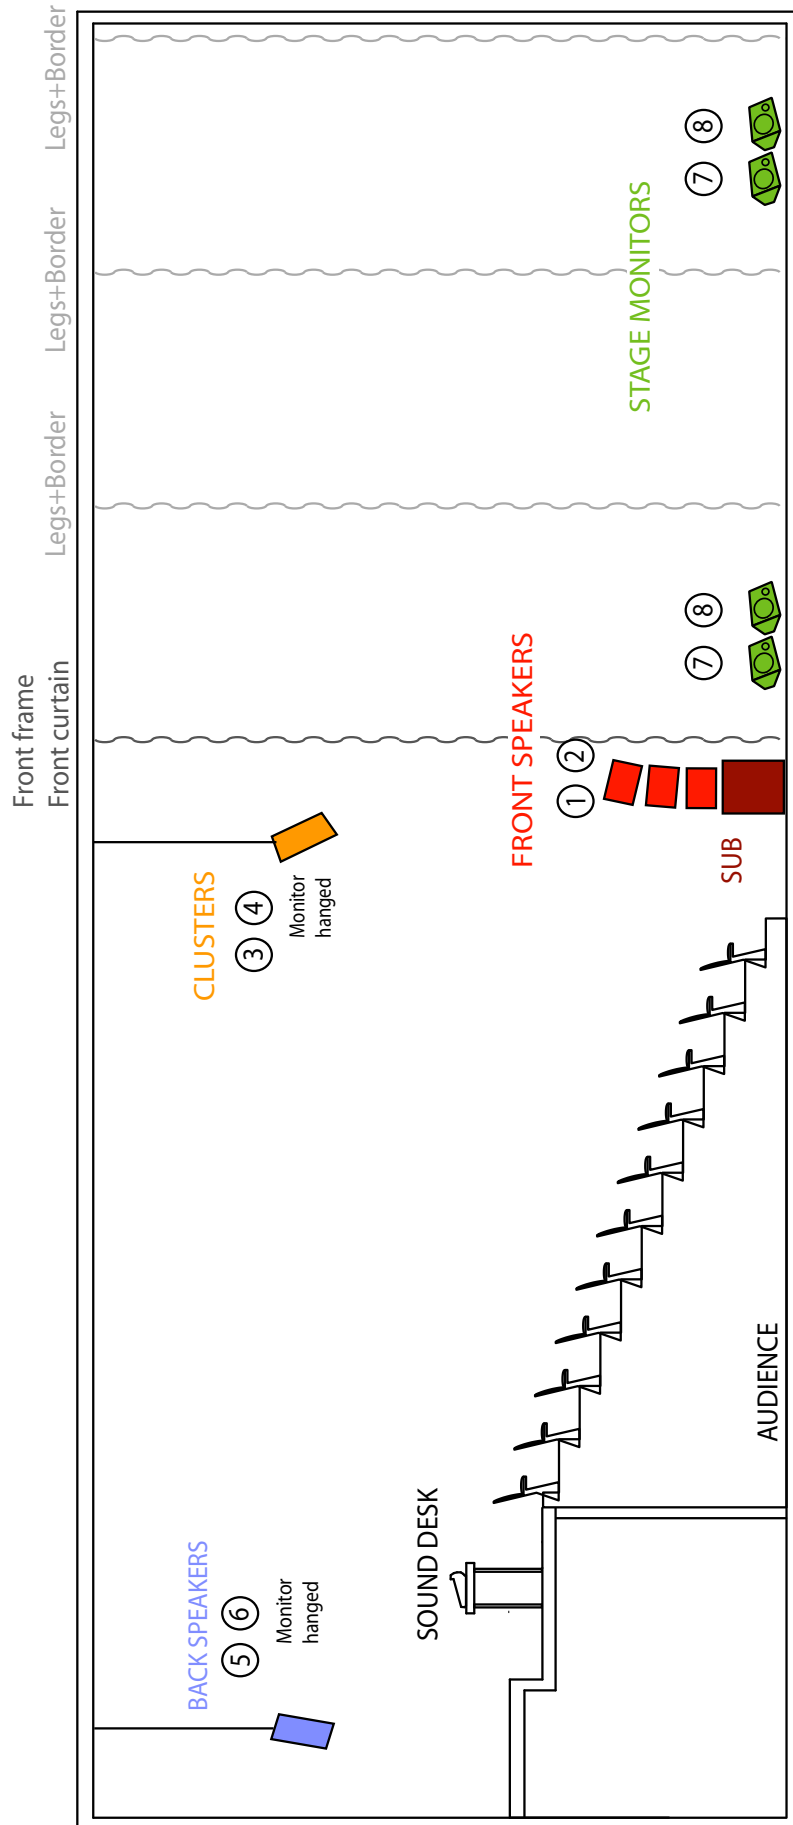 Front frame
Front curtain
Legs+Border
Legs+Border
Legs+Border
BACK SPEAKERS
5 6
Monitor
hanged
CLUSTERS
3 4
Monitor
hanged
SOUND DESK
FRONT SPEAKERS
1 2
SUB
STAGE MONITORS
7 8
7 8
AUDIENCE